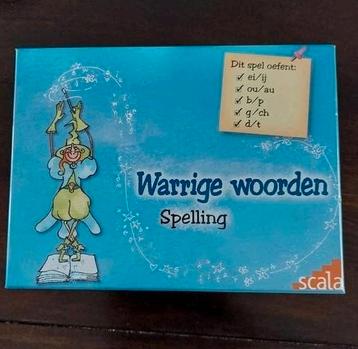 Dit spel oefent:
✓ ei/ij
✓ ou/au
✓ b/p
✓ g/ch
✓ d/t
Warrige woorden
Spelling
scala